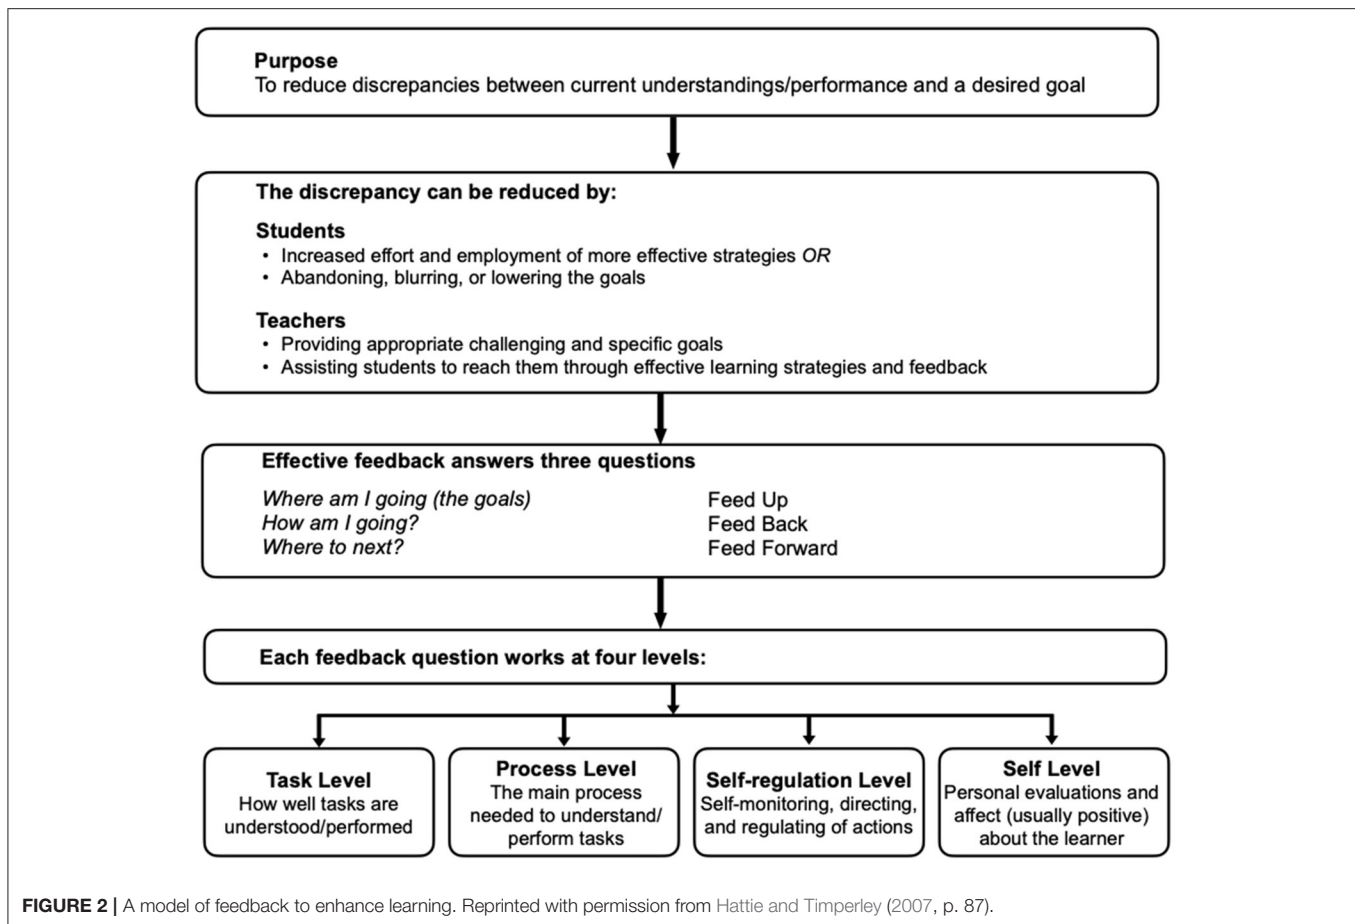 Purpose
To reduce discrepancies between current understandings/performance and a desired goal
The discrepancy can be reduced by:
Students
• Increased effort and employment of more effective strategies OR
• Abandoning, blurring, or lowering the goals
Teachers
• Providing appropriate challenging and specific goals
• Assisting students to reach them through effective learning strategies and feedback
Effective feedback answers three questions
Where am I going (the goals) Feed Up
How am I going? Feed Back
Where to next? Feed Forward
Each feedback question works at four levels:
Task Level
How well tasks are
understood/performed
Process Level
The main process
needed to understand/
perform tasks
Self-regulation Level
Self-monitoring, directing,
and regulating of actions
Self Level
Personal evaluations and
affect (usually positive)
about the learner
FIGURE 2 | A model of feedback to enhance learning. Reprinted with permission from Hattie and Timperley (2007, p. 87).